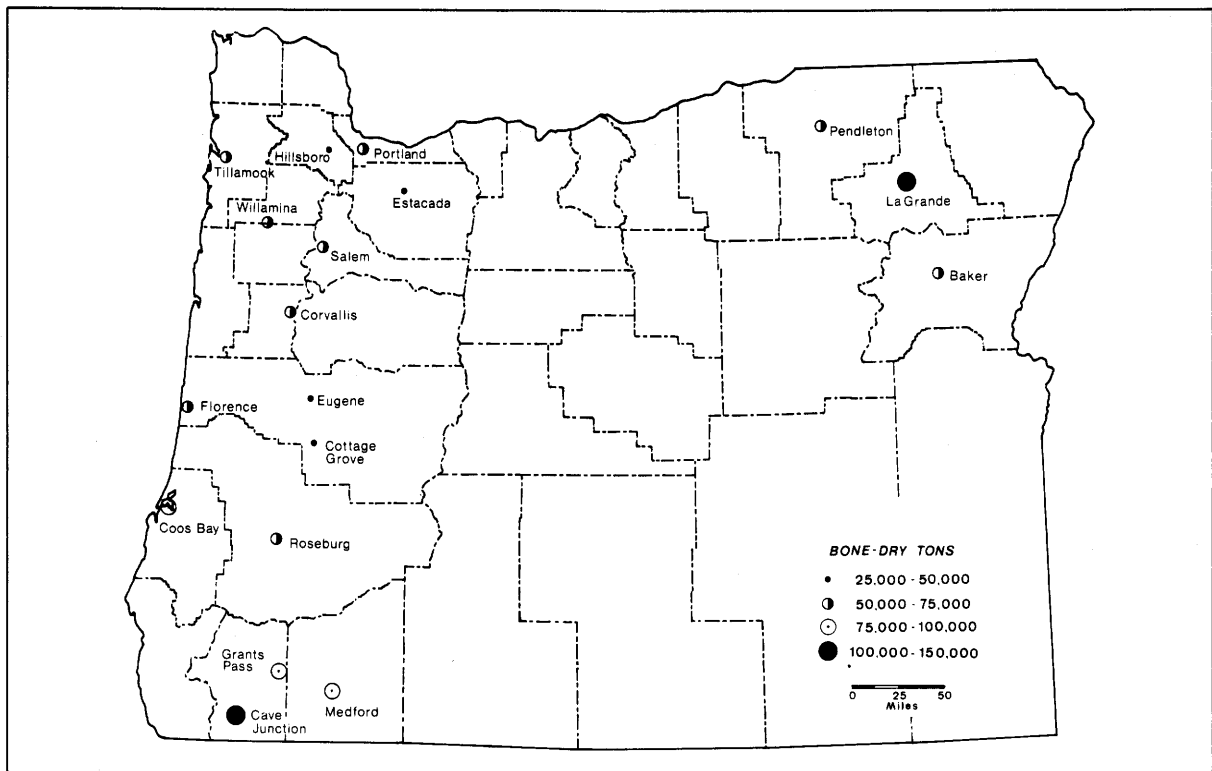 Pendleton
Hillsboro
Portland
Tillamook
La Grande
Estacada
Willamina
Salem
Baker
Corvallis
Florence
Eugene
Cottage
Grove
Coos Bay
Roseburg
BONE-DRY TONS
25,000 - 50,000
50,000 - 75,000
75,000 - 100,000
100,000 - 150,000
Grants
Pass
0 25 50
Miles
Medford
Cave
Junction